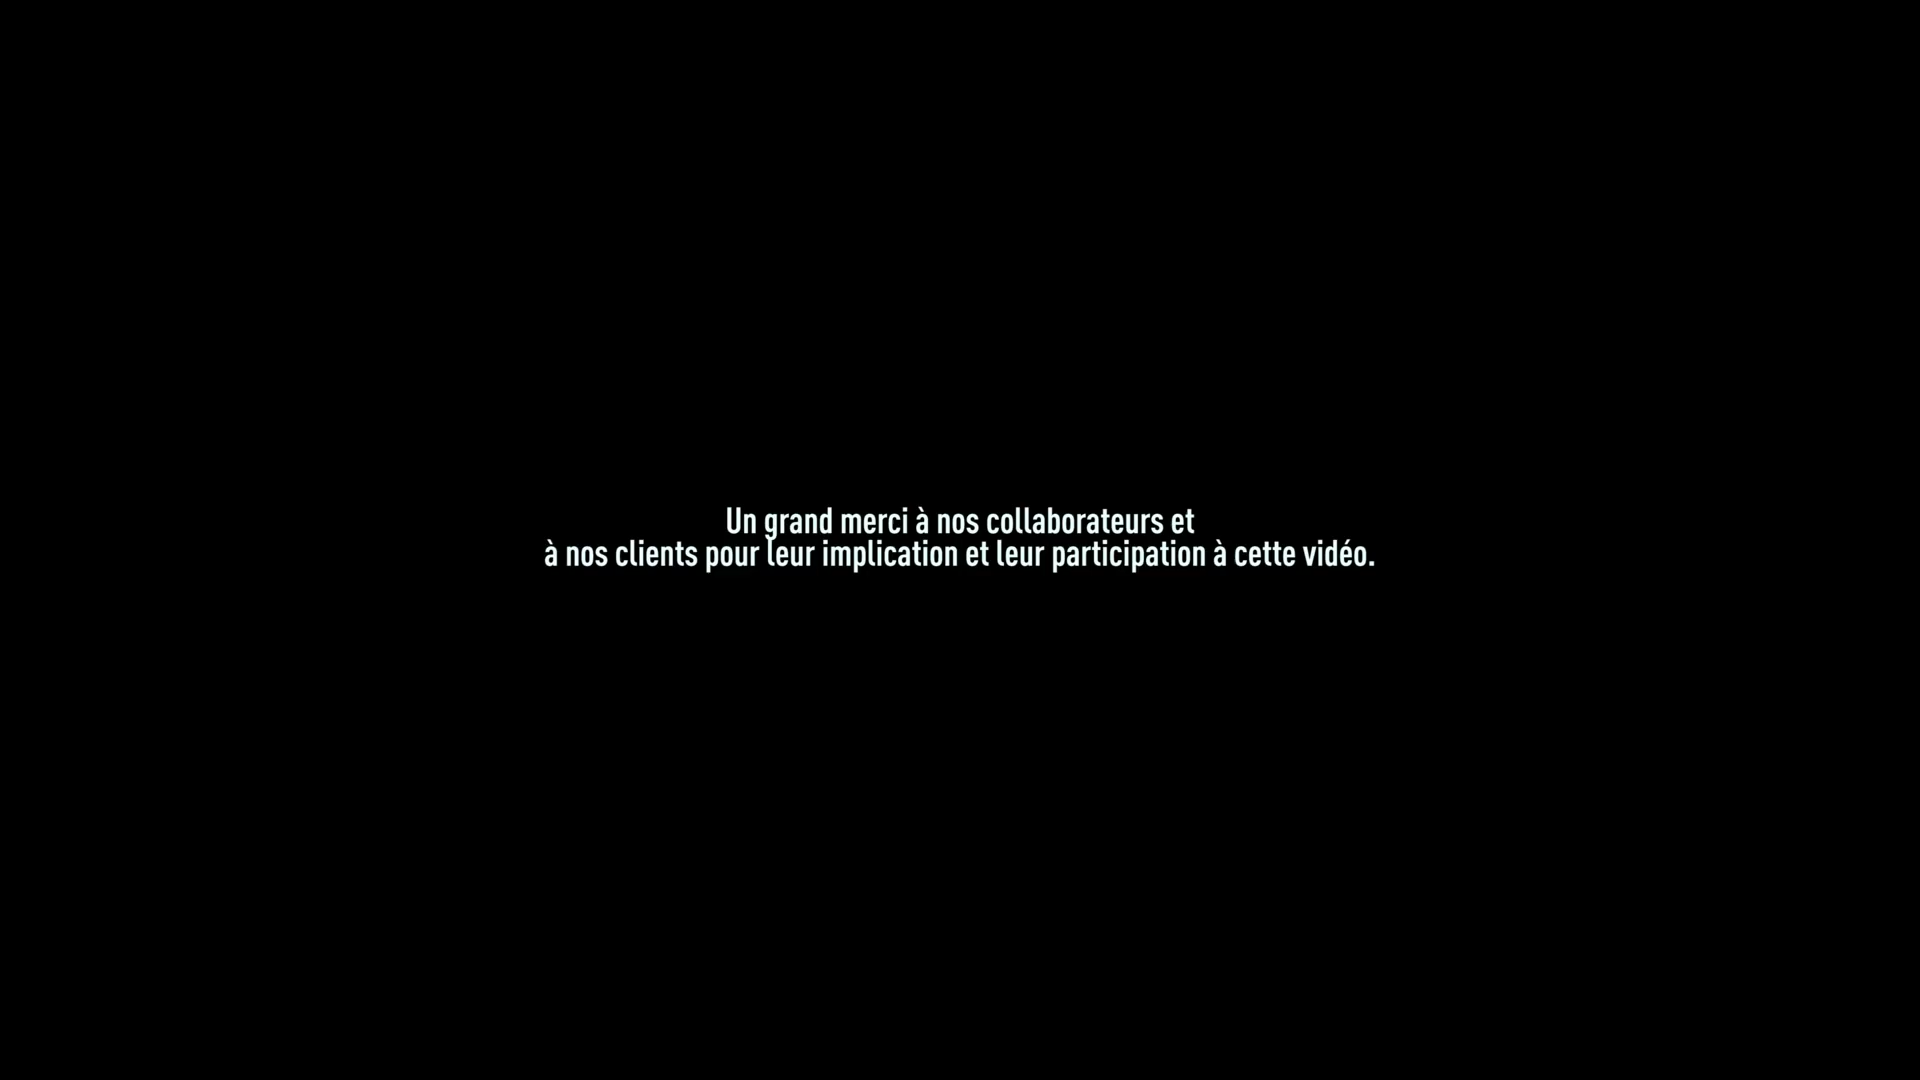 Un grand merci à nos collaborateurs et
à nos clients pour leur implication et leur participation à cette vidéo.